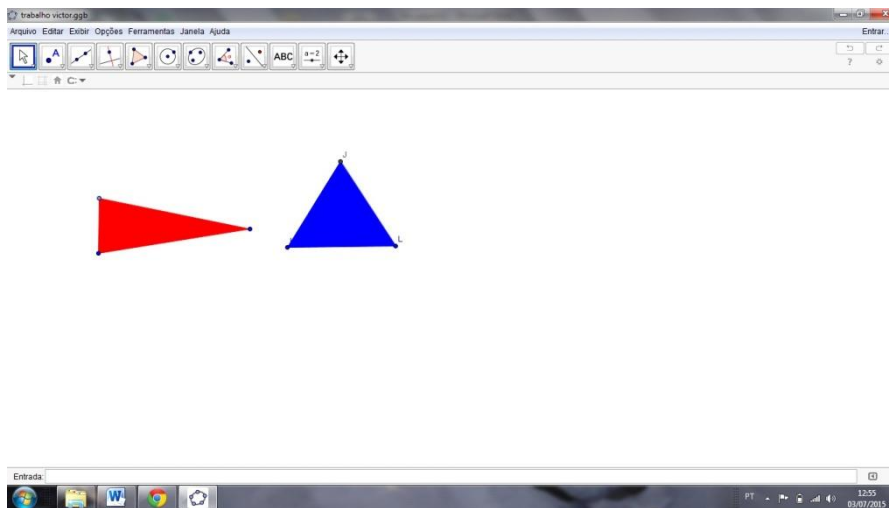 trabalho victor.ggb
Arquivo Editar Exibir Opções Ferramentas Janela Ajuda
Entrar...
A
ABC
a=2
?
C:
J
L
Entrada:
W
PT
12:55
03/07/2015